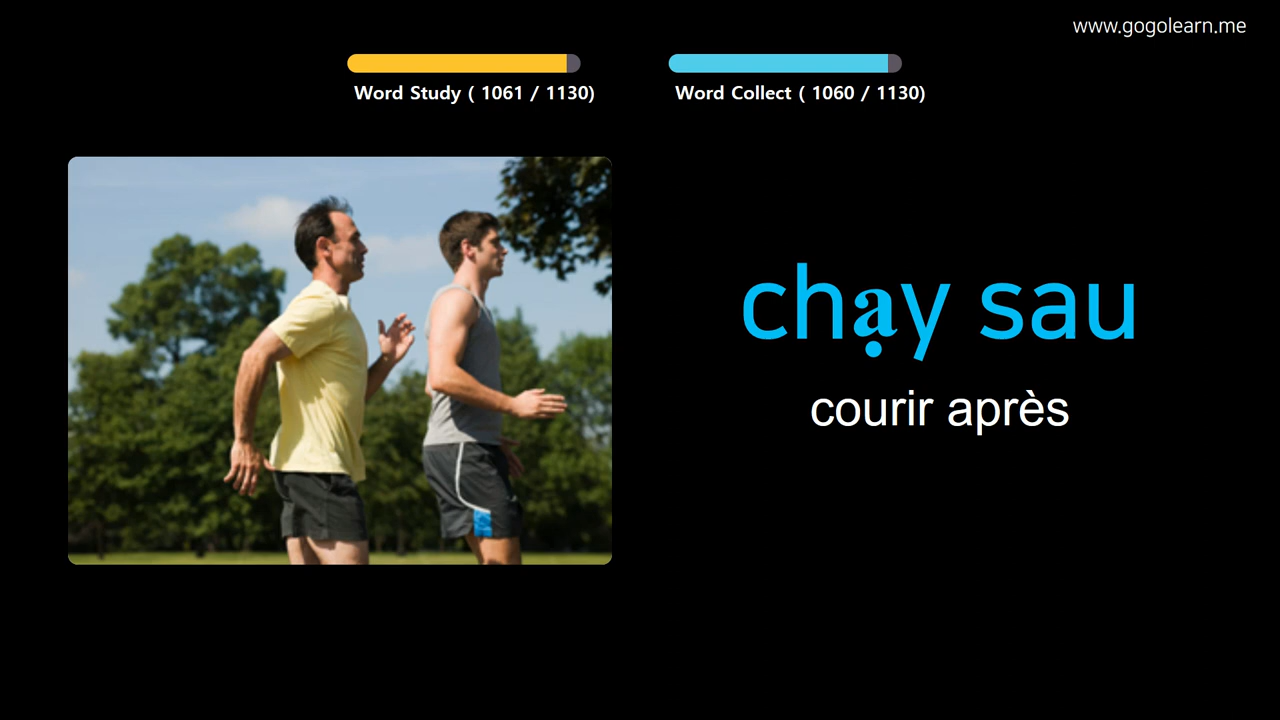 www.gogolearn.me
Word Study ( 1061 / 1130)
Word Collect ( 1060 / 1130)
chạy sau
courir après